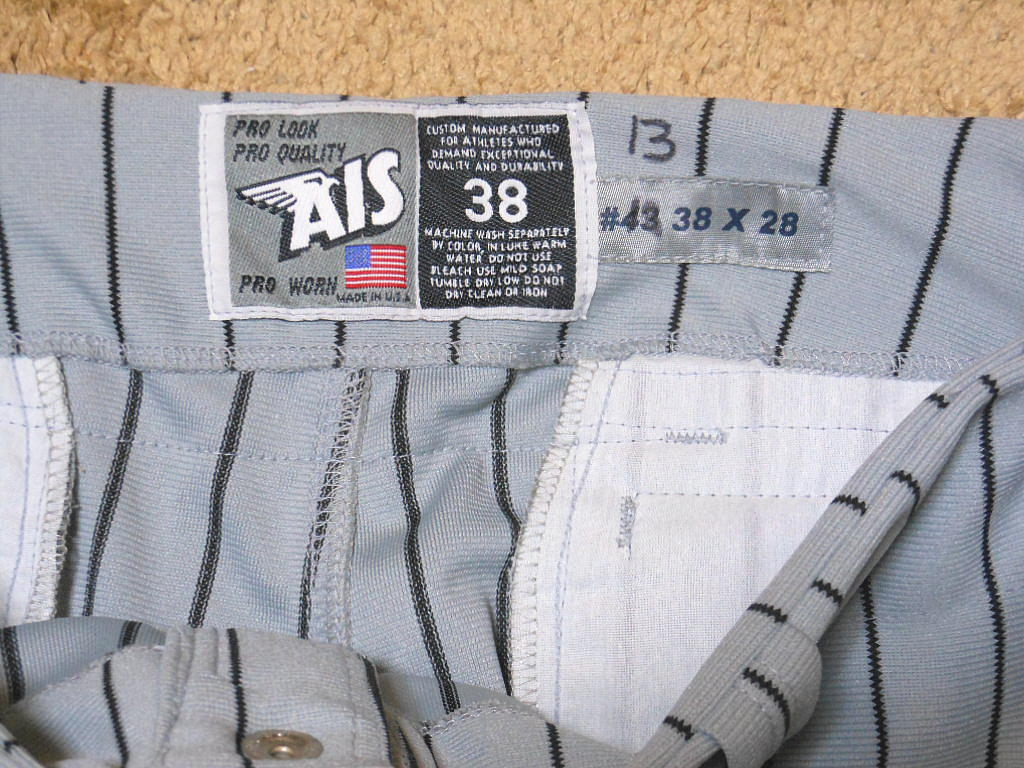 PRO LOOK
PRO QUALITY
AIS
PRO WORN
MADE IN U.S.A
CUSTOM MANUFACTURED
FOR ATHLETES WHO
DEMAND EXCEPTIONAL
QUALITY AND DURABILITY
38
MACHINE WASH SEPARATELY
BY COLOR, IN LUKE WARM
WATER DO NOT USE
BLEACH USE MILD SOAP
TUMBLE DRY LOW DO NOT
DRY CLEAN OR IRON
13
38 X 28